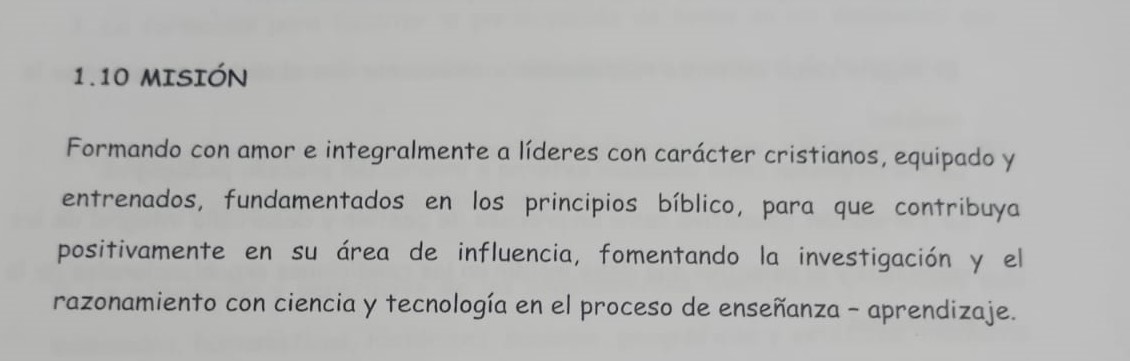 1.10 MISIÓN
Formando con amor e integralmente a líderes con carácter cristianos, equipado y
entrenados, fundamentados en los principios bíblico, para que contribuya
positivamente en su área de influencia, fomentando la investigación y el
razonamiento con ciencia y tecnología en el proceso de enseñanza – aprendizaje.